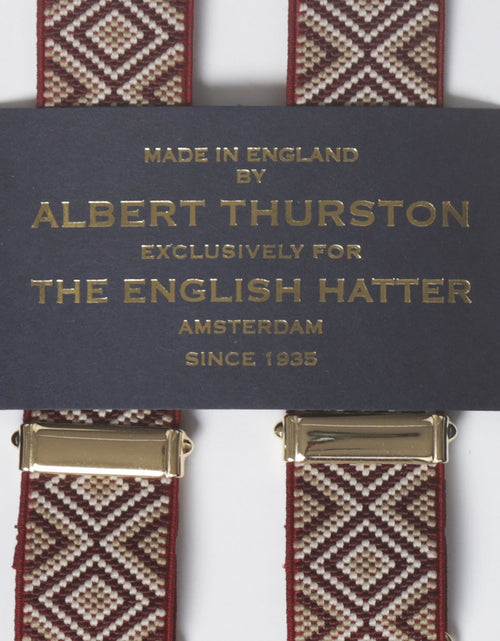 MADE IN ENGLAND
BY
ALBERT THURSTON
EXCLUSIVELY FOR
THE ENGLISH HATTER
AMSTERDAM
SINCE 1935